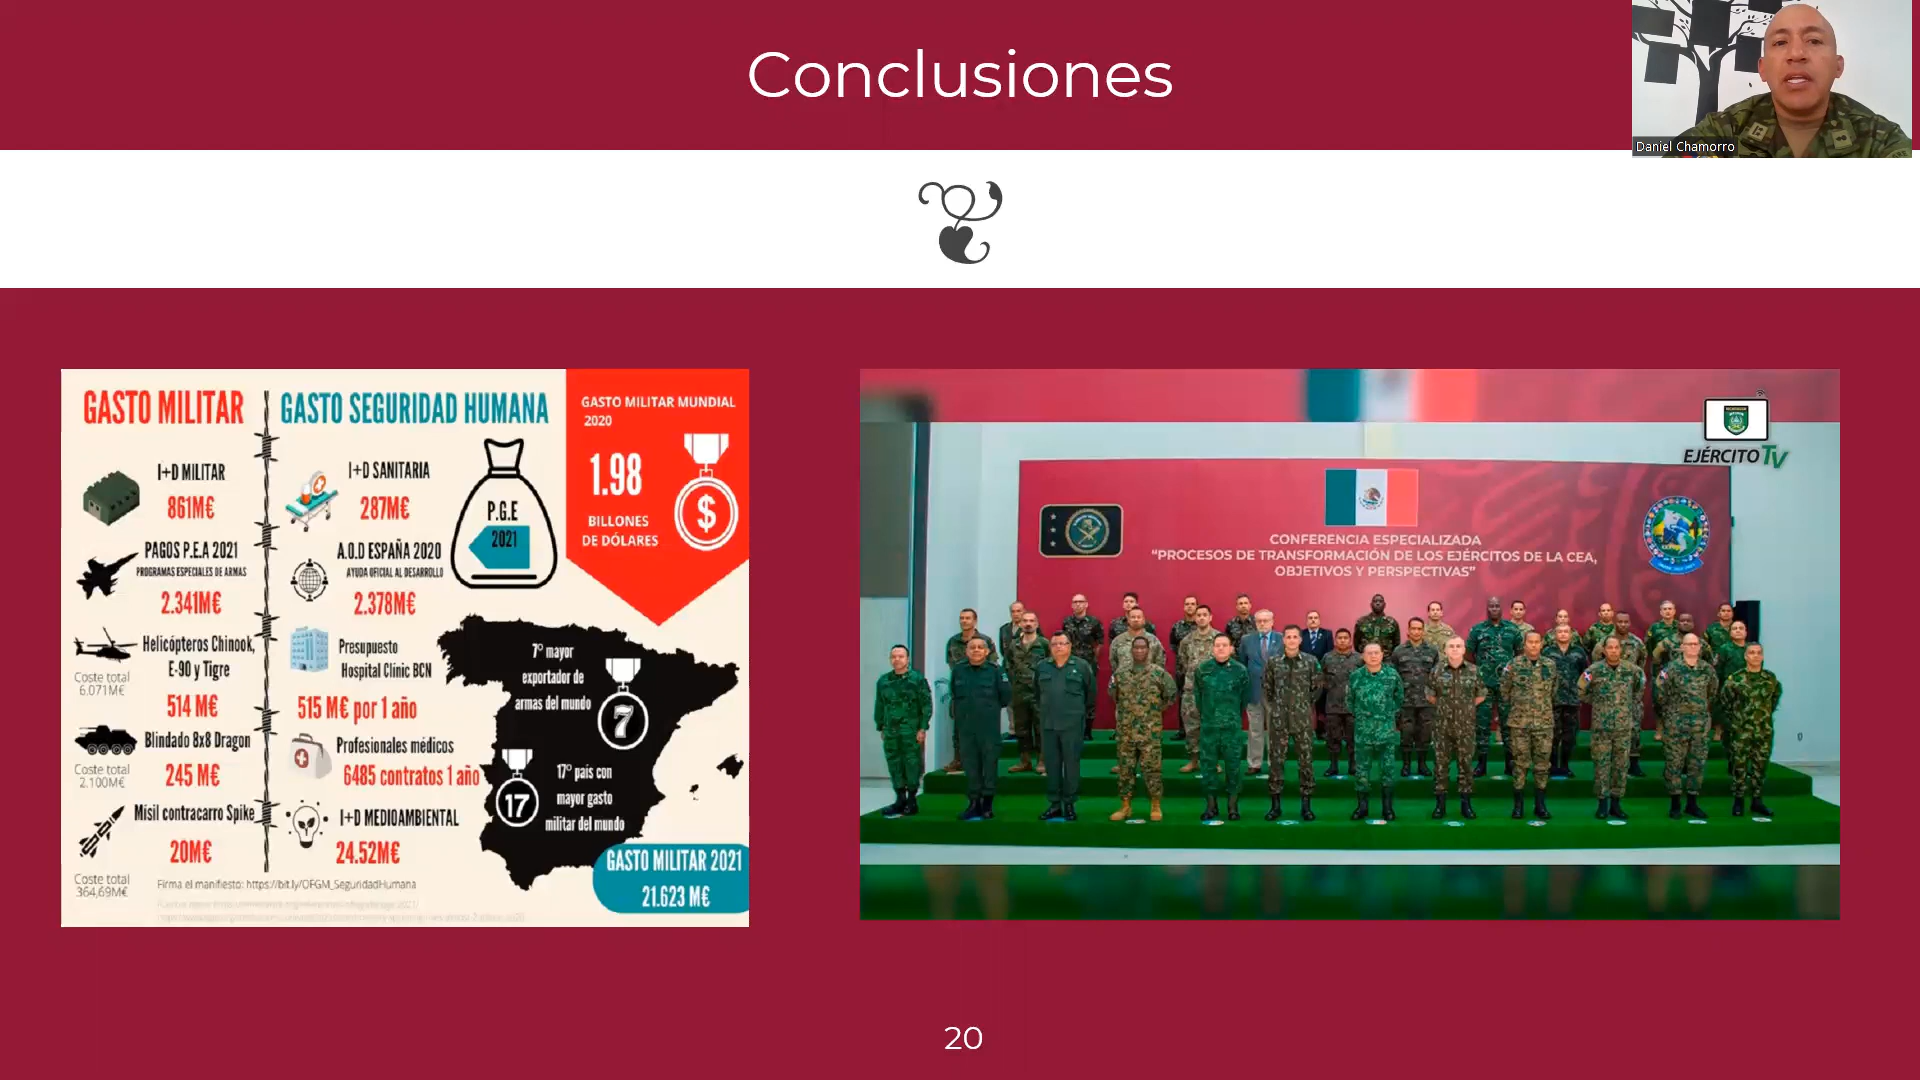 Conclusiones
Daniel Chamorro
GASTO MILITAR
I+D MILITAR
861M€
PAGOS P.E.A 2021
PROGRAMAS ESPECIALES DE ARMAS
2.341M€
Helicópteros Chinook,
E-90 y Tigre
Coste total
6.071M€
514 M€
Blindado 8x8 Dragon
Coste total
2.100M€
245 M€
Misil contracarro Spike
20M€
Coste total
364,69M€
GASTO SEGURIDAD HUMANA
I+D SANITARIA
287M€
A.O.D ESPAÑA 2020
AYUDA OFICIAL AL DESARROLLO
2.378M€
Presupuesto
Hospital Clinic BCN
515 M€ por 1 año
Profesionales médicos
6485 contratos 1 año
I+D MEDIOAMBIENTAL
24.52M€
Firma el manifiesto: https://bit.ly/OFGM_SeguridadHumana
P.G.E
2021
GASTO MILITAR MUNDIAL
2020
1.98
BILLONES
DE DÓLARES
$
7º mayor
exportador de
armas del mundo
7
17
17º país con
mayor gasto
militar del mundo
GASTO MILITAR 2021
21.623 M€
EJÉRCITO TV
CONFERENCIA ESPECIALIZADA
“PROCESOS DE TRANSFORMACIÓN DE LOS EJÉRCITOS DE LA CEA,
OBJETIVOS Y PERSPECTIVAS”
20